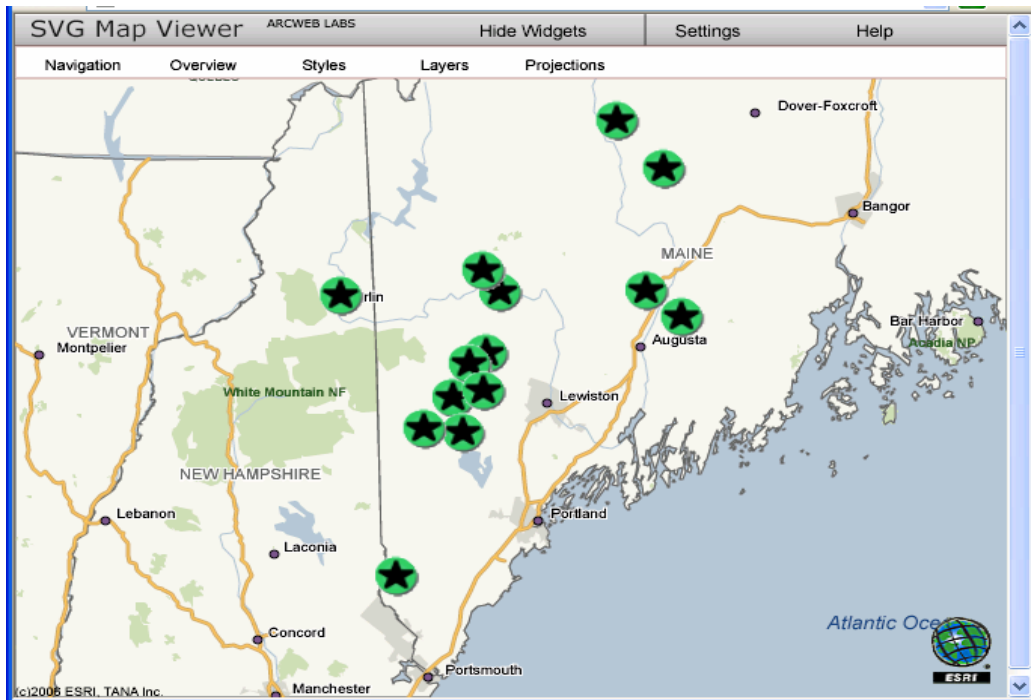 SVG Map Viewer ARCWEB LABS Hide Widgets Settings Help
Navigation Overview Styles Layers Projections
Dover-Foxcroft
Bangor
MAINE
rlin
Bar Harbor
VERMONT
Montpelier
Augusta
Acadia NP
White Mountain NF
Lewiston
NEW HAMPSHIRE
Lebanon
Portland
Laconia
Atlantic Oce
Concord
Portsmouth
ESRI
Manchester
(c)2006 ESRI, TANA Inc.